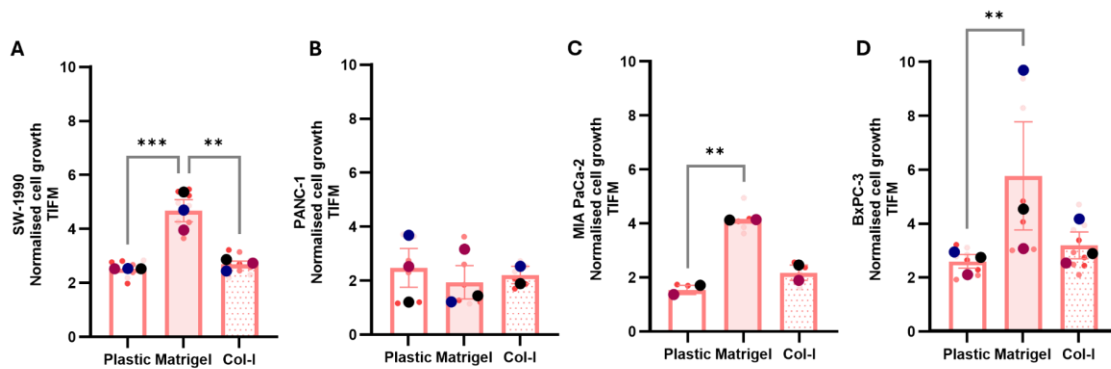 A
SW-1990
Normalised cell growth
TIFM
10
8
6
4
2
0
***
**
Plastic Matrigel Col-I
B
PANC-1
Normalised cell growth
TIFM
10
8
6
4
2
0
Plastic Matrigel Col-I
C
MIA PaCa-2
Normalised cell growth
TIFM
10
8
6
4
2
0
**
Plastic Matrigel Col-I
D
BxPC-3
Normalised cell growth
TIFM
10
8
6
4
2
0
**
Plastic Matrigel Col-I